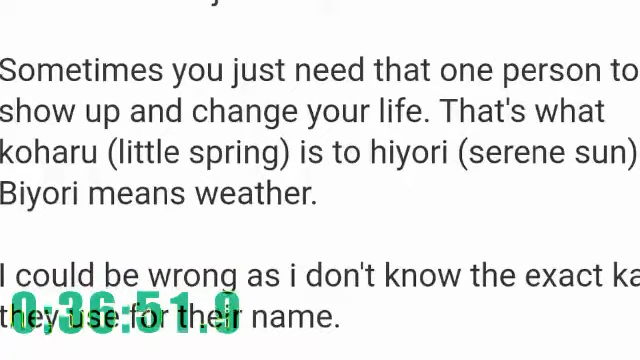 Sometimes you just need that one person to
show up and change your life. That's what
koharu (little spring) is to hiyori (serene sun)
Biyori means weather.
I could be wrong as i don't know the exact ka
they use for their name.
0:36:51.9